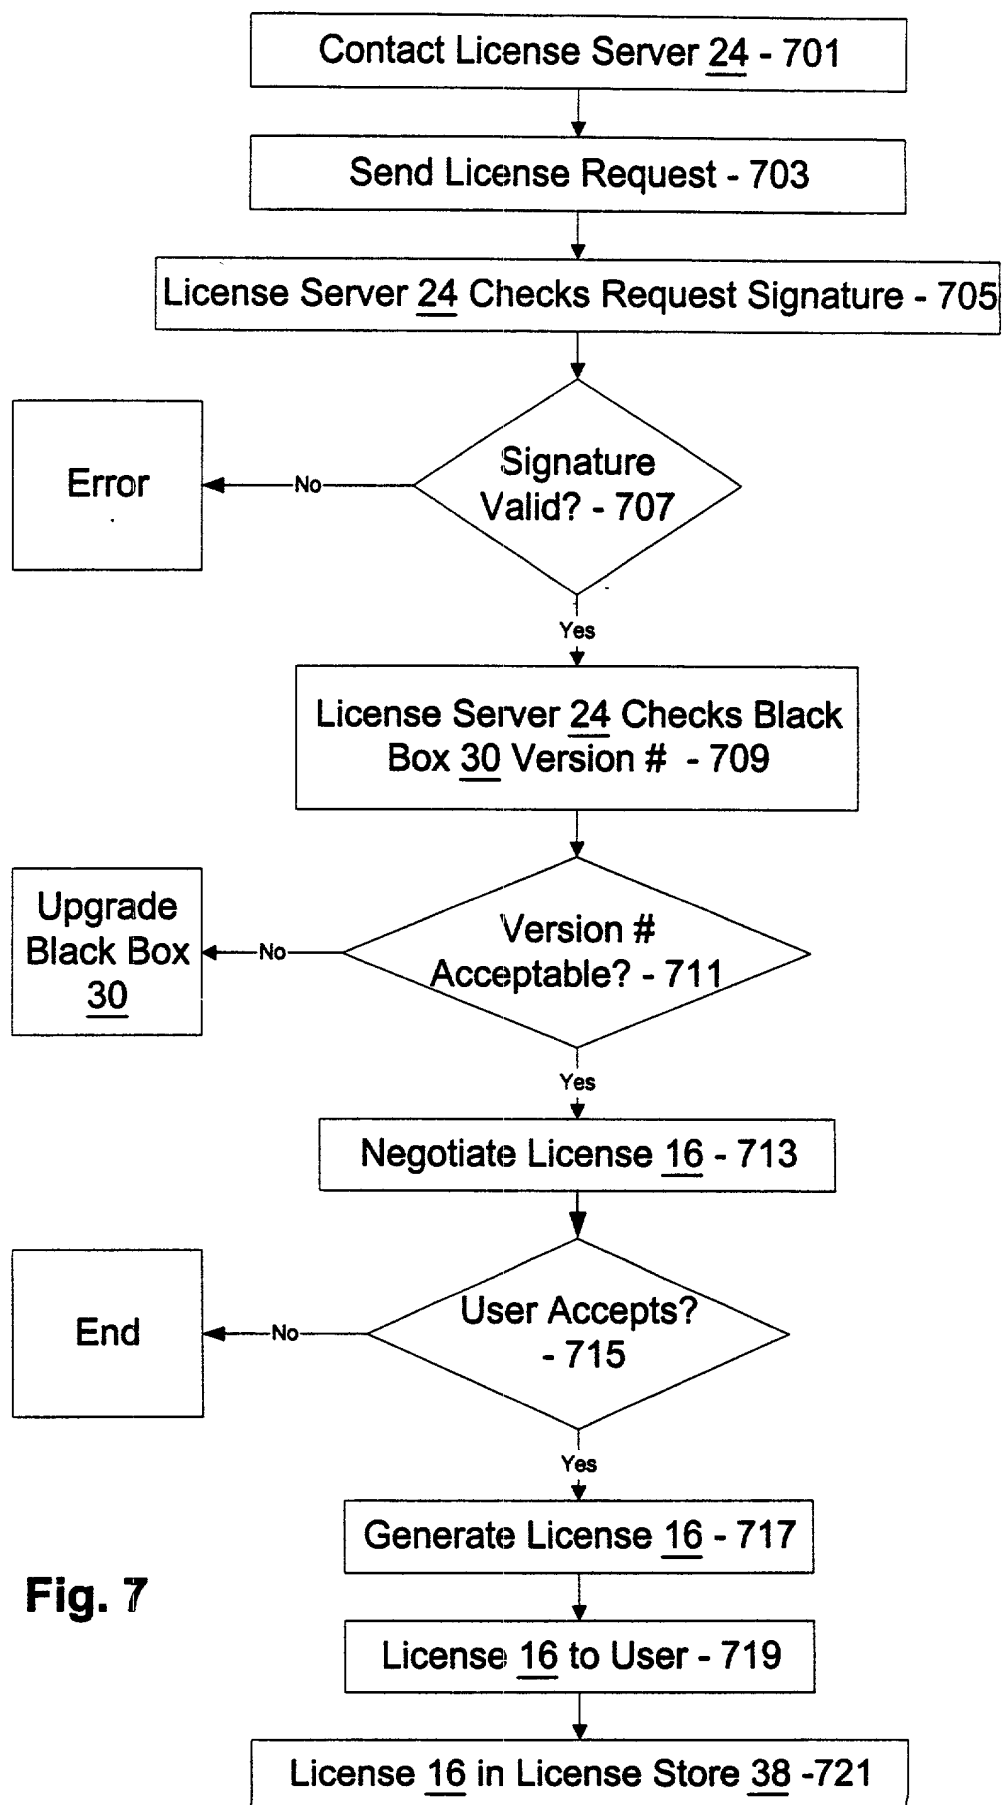 Contact License Server 24 - 701
Send License Request - 703
License Server 24 Checks Request Signature - 705
Signature
Valid? - 707
No
Error
Yes
License Server 24 Checks Black
Box 30 Version # - 709
Version #
Acceptable? - 711
No
Upgrade
Black Box
30
Yes
Negotiate License 16 - 713
User Accepts?
- 715
No
End
Yes
Generate License 16 - 717
Fig. 7
License 16 to User - 719
License 16 in License Store 38 -721